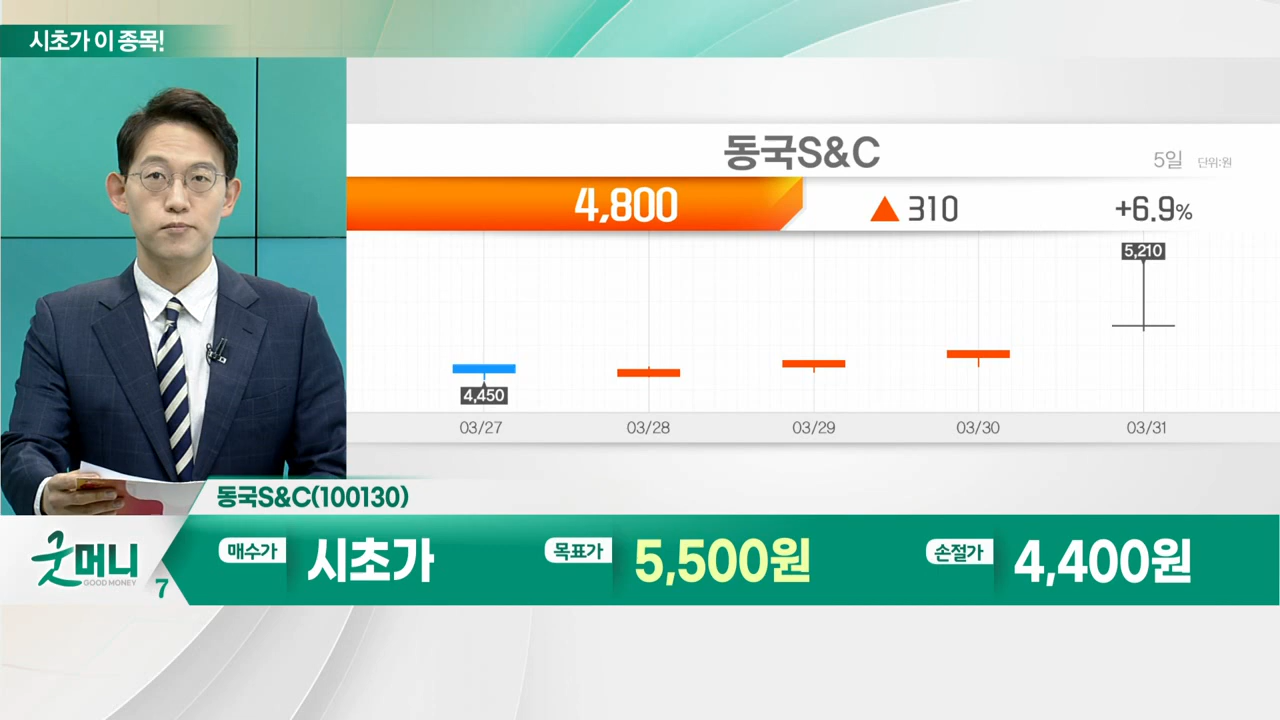 시초가 이 종목!
동국S&C
5일 단위:원
4,800 ▲ 310 +6.9%
5,210
4,450
03/27 03/28 03/29 03/30 03/31
동국S&C(100130)
굿머니 GOOD MONEY 7
매수가 시초가 목표가 5,500원 손절가 4,400원